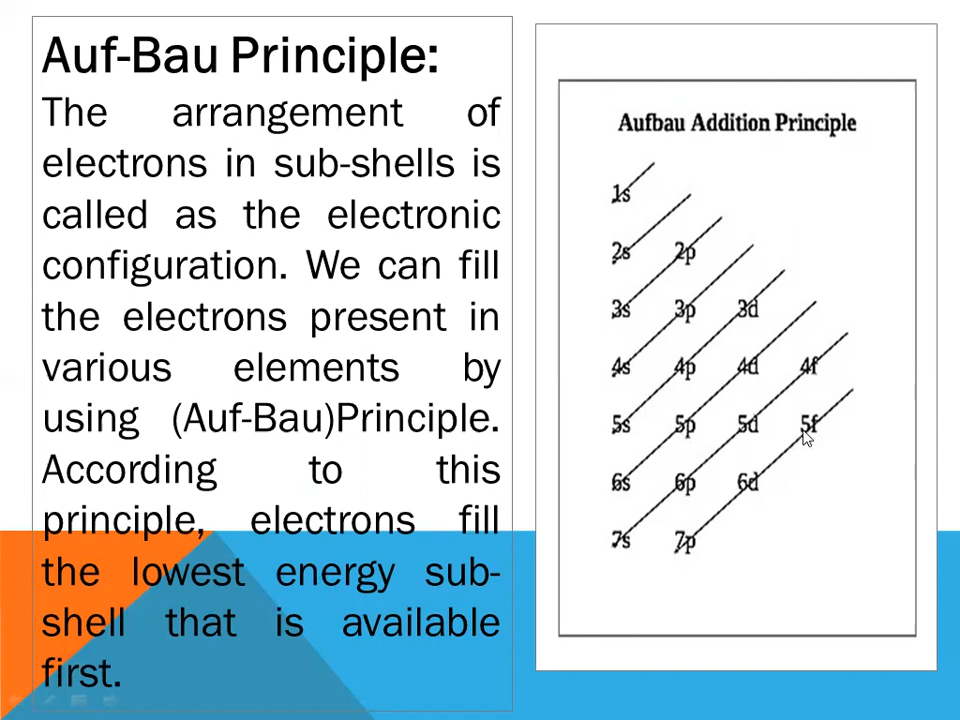 Auf-Bau Principle:
The arrangement of
electrons in sub-shells is
called as the electronic
configuration. We can fill
the electrons present in
various elements by
using (Auf-Bau)Principle.
According to this
principle, electrons fill
the lowest energy sub-
shell that is available
first.
Aufbau Addition Principle
1s
2s 2p
3s 3p 3d
4s 4p 4d 4f
5s 5p 5d 5f
6s 6p 6d
7s 7p